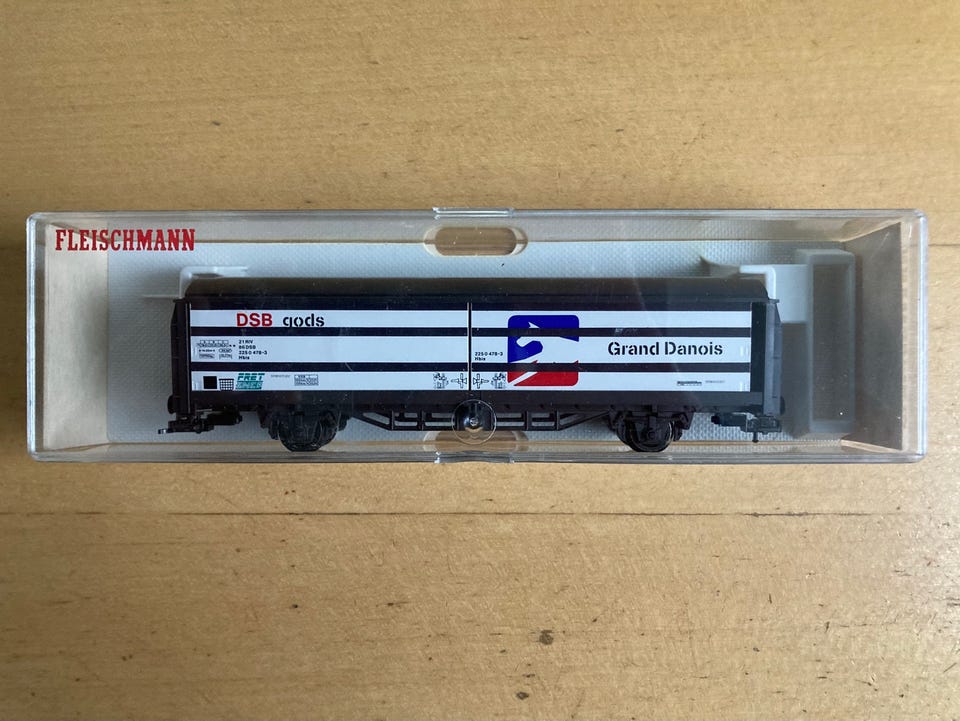 FLEISCHMANN
DSB gods
21 RIV
86 DSB
225 0 478-3
Hbis
225 0 478-3
Hbis
Grand Danois
FRET